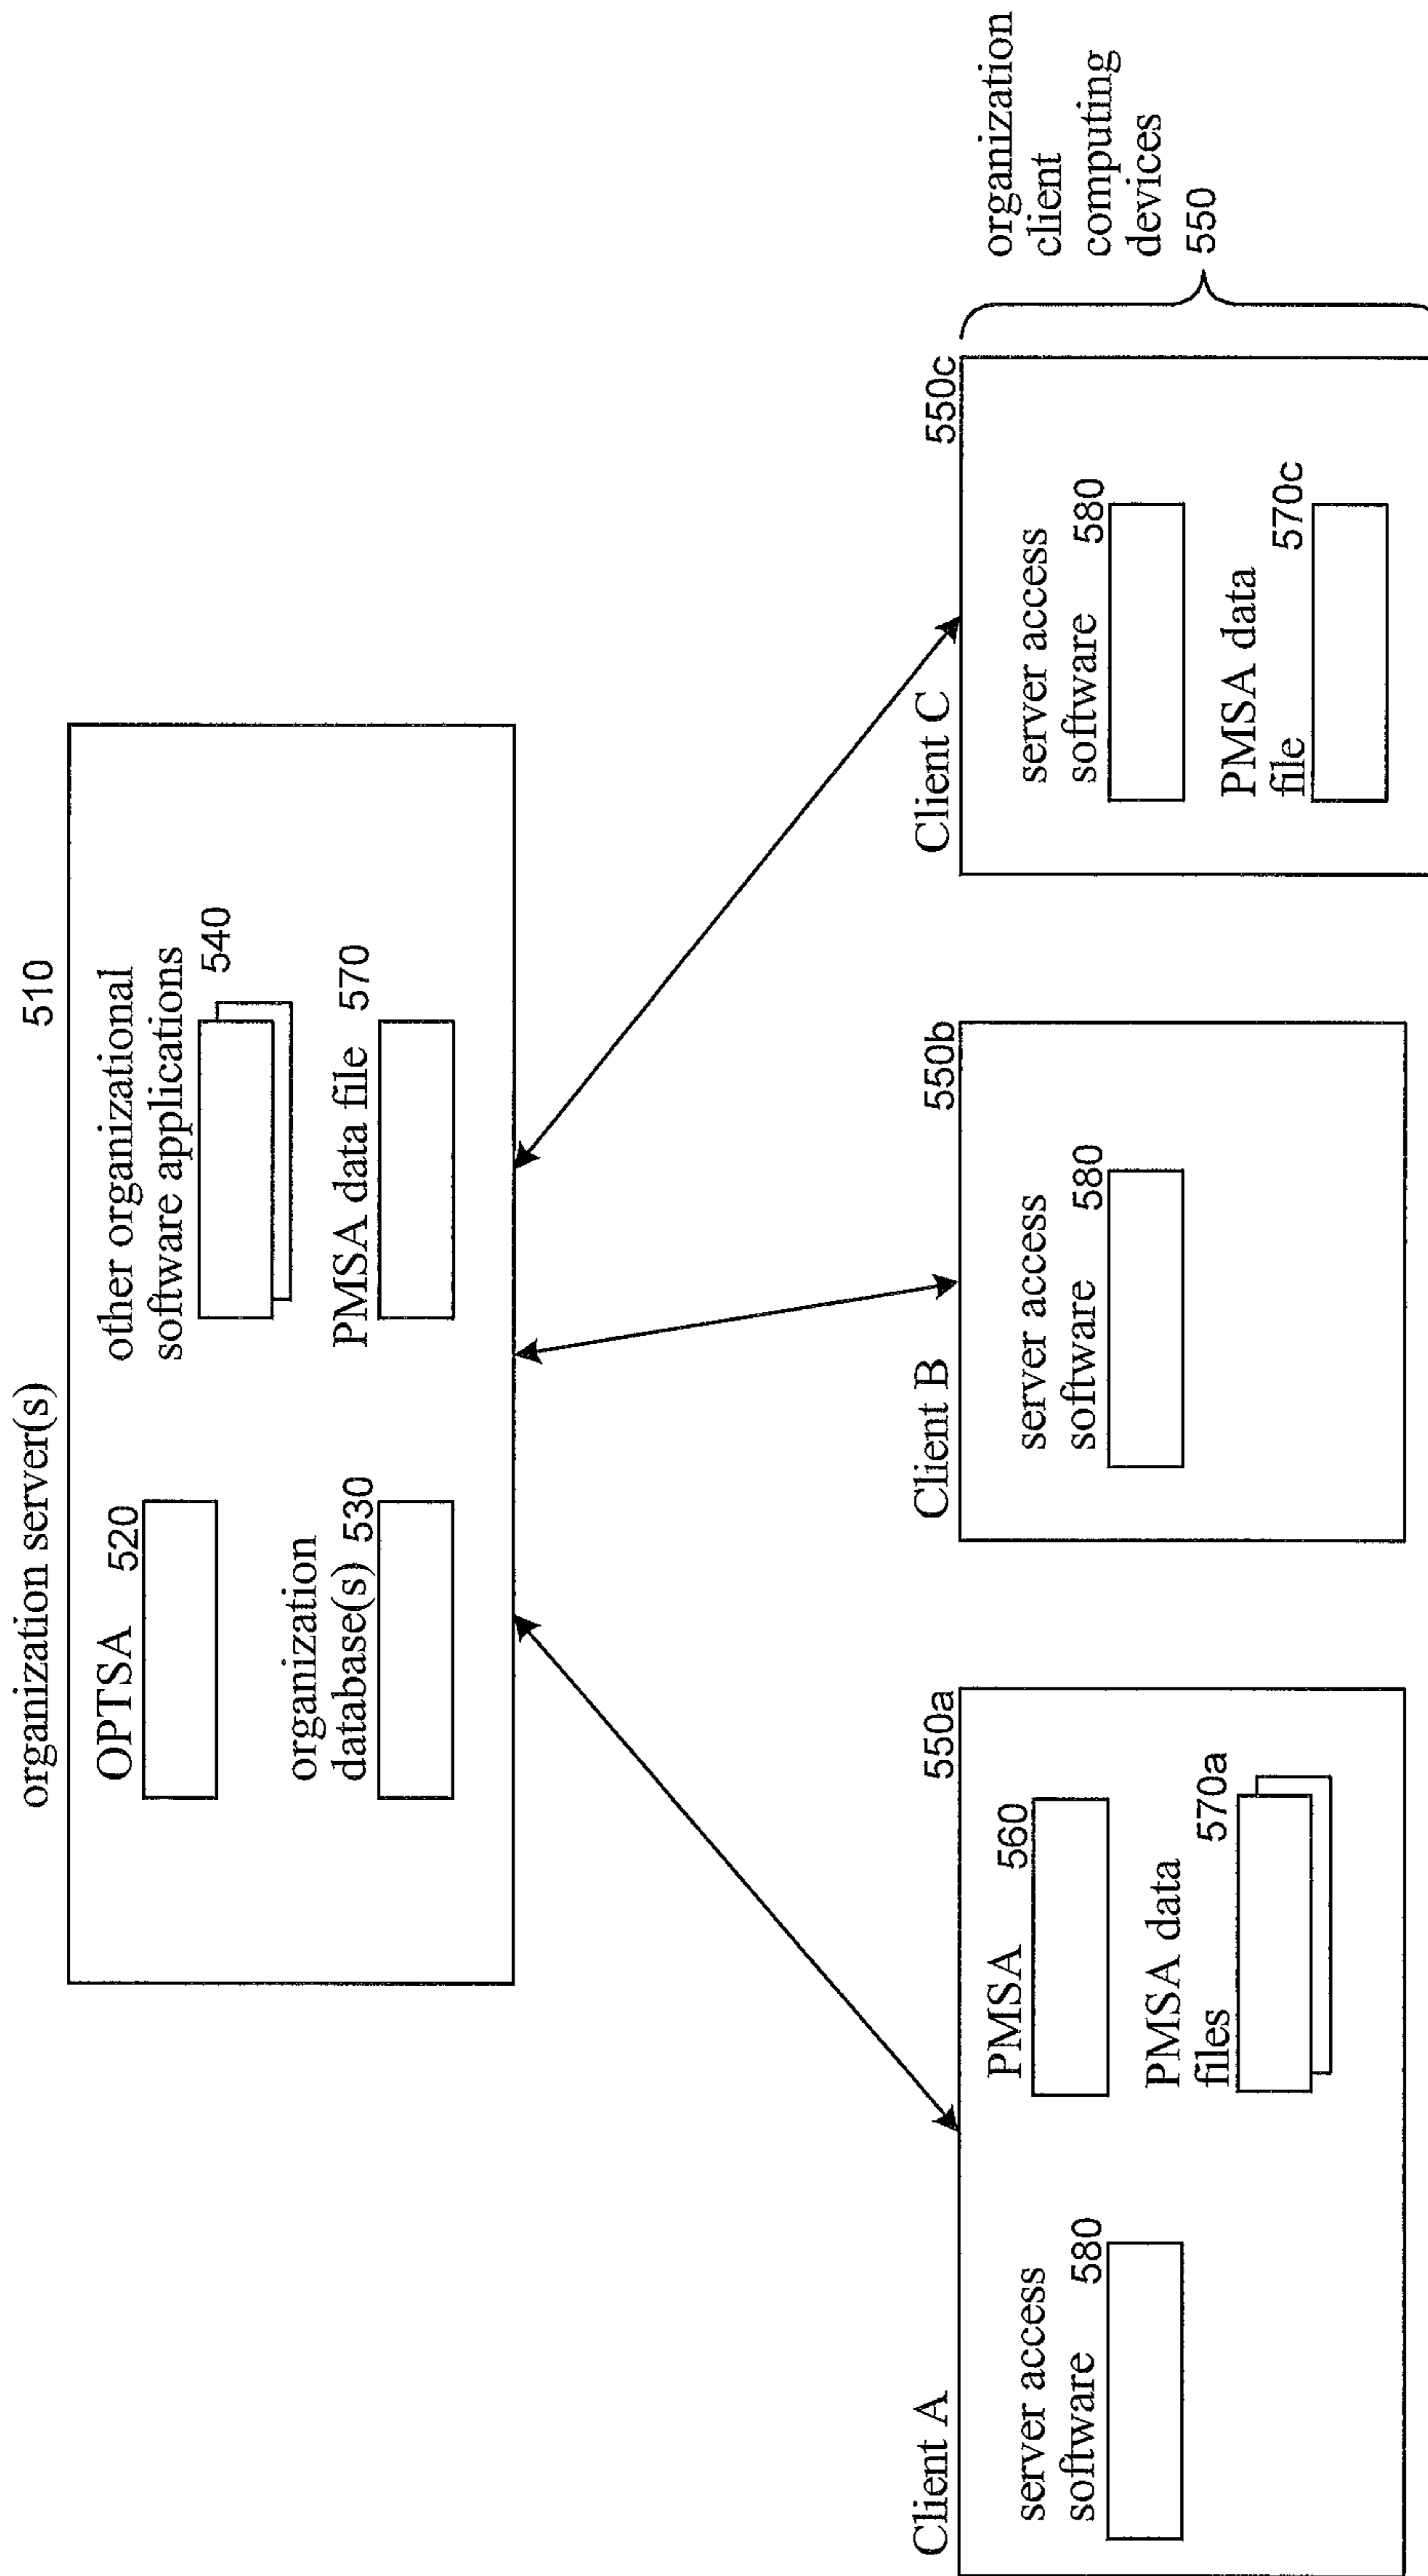 organization server(s) 510
OPTSA 520
other organizational
software applications
540
organization
database(s) 530
PMSA data file 570
Client A 550a
server access
software 580
PMSA 560
PMSA data
files 570a
Client B 550b
server access
software 580
Client C 550c
server access
software 580
PMSA data
file 570c
organization
client
computing
devices
550